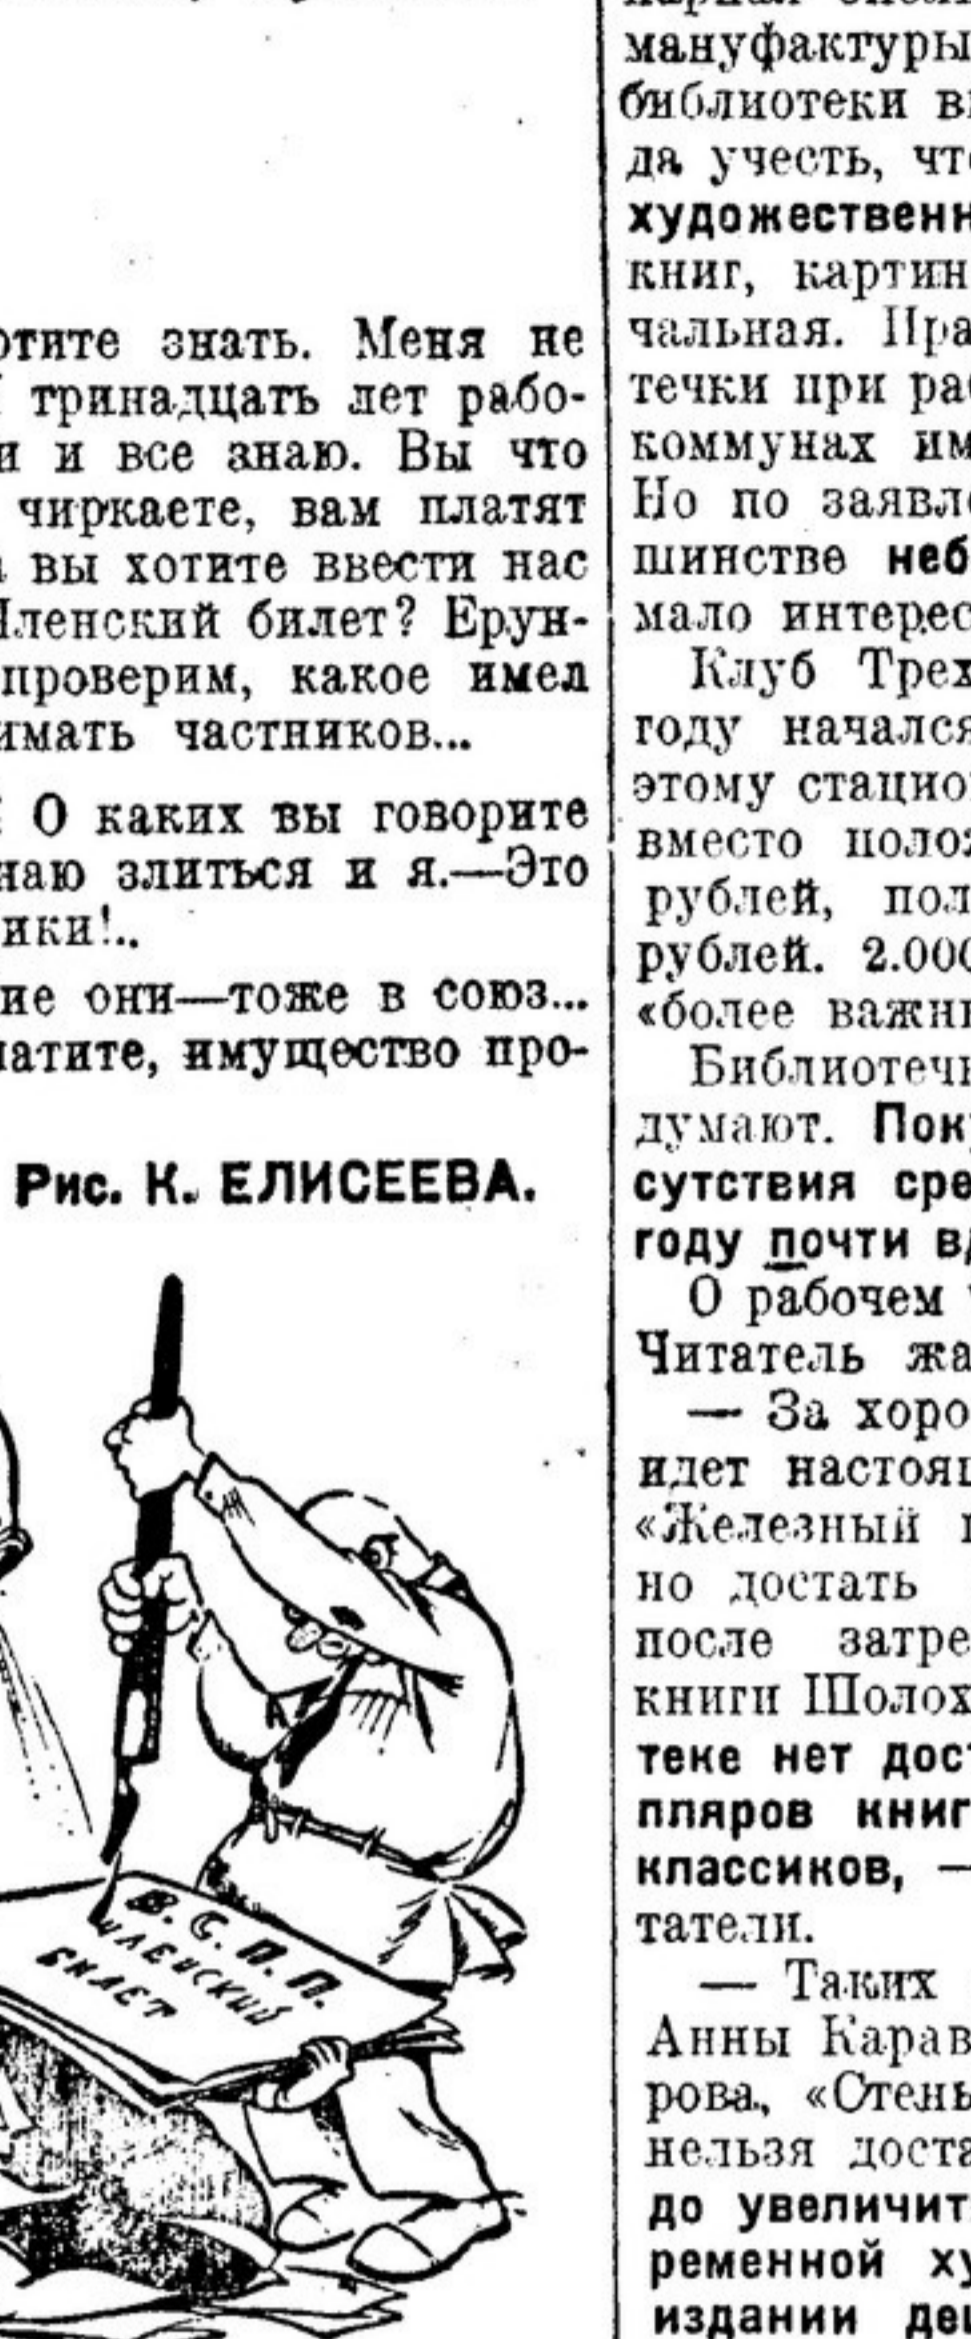 отите знать. Меня не
тринадцать лет рабо-
и и все знаю. Вы что
чиркаете, вам платят
вы хотите ввести нас
Членский билет? Ерун-
проверим, какое имел
имать частников...
О каких вы говорите
наю злиться и я.—Это
ики!..
ие они—тоже в союз...
латите, имущество про-
Рис. К. ЕЛИСЕЕВА.
В. С. П. П.
ЧЛЕНСКИЙ
БИЛЕТ
мануфактуры
библиотеки в
да учесть, что
художественн
книг, картин
чальная. Пра
течки при ра
коммунах им
Но по заявл
шинстве неб
мало интерес
Клуб Трех
году начался
этому стацио
вместо поло
рублей, пол
рублей. 2.000
«более важн
Библиотечн
думают. Пок
сутствия сре
году почти в
О рабочем
Читатель жа
— За хоро
идет настоя
«Железный п
но достать
после затре
книги Шолох
теке нет дос
пляров книг
классиков, —
татели.
— Таких
Анны Карав
рова, «Стень
нельзя доста
до увеличит
ременной ху
издании де